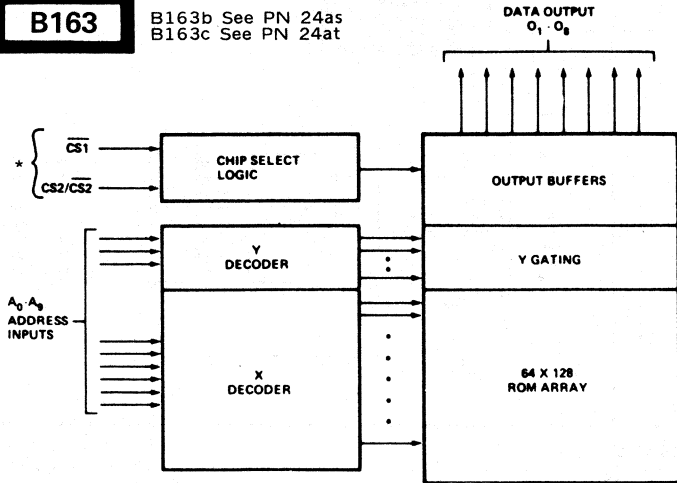 B163
B163b See PN 24as
B163c See PN 24at
DATA OUTPUT
O₁ · O₈
*
CS1
CS2/CS2
CHIP SELECT
LOGIC
OUTPUT BUFFERS
Y
DECODER
Y GATING
A₀·A₉
ADDRESS
INPUTS
X
DECODER
64 X 128
ROM ARRAY